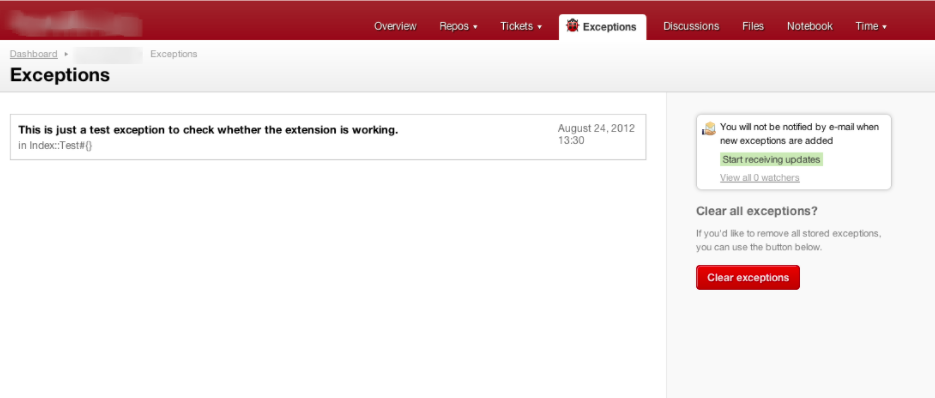 Overview Repos ▾ Tickets ▾ Exceptions Discussions Files Notebook Time ▾
Dashboard ▸ Exceptions
Exceptions
This is just a test exception to check whether the extension is working.
in Index::Test#{}
August 24, 2012
13:30
You will not be notified by e-mail when
new exceptions are added
Start receiving updates
View all 0 watchers
Clear all exceptions?
If you'd like to remove all stored exceptions,
you can use the button below.
Clear exceptions